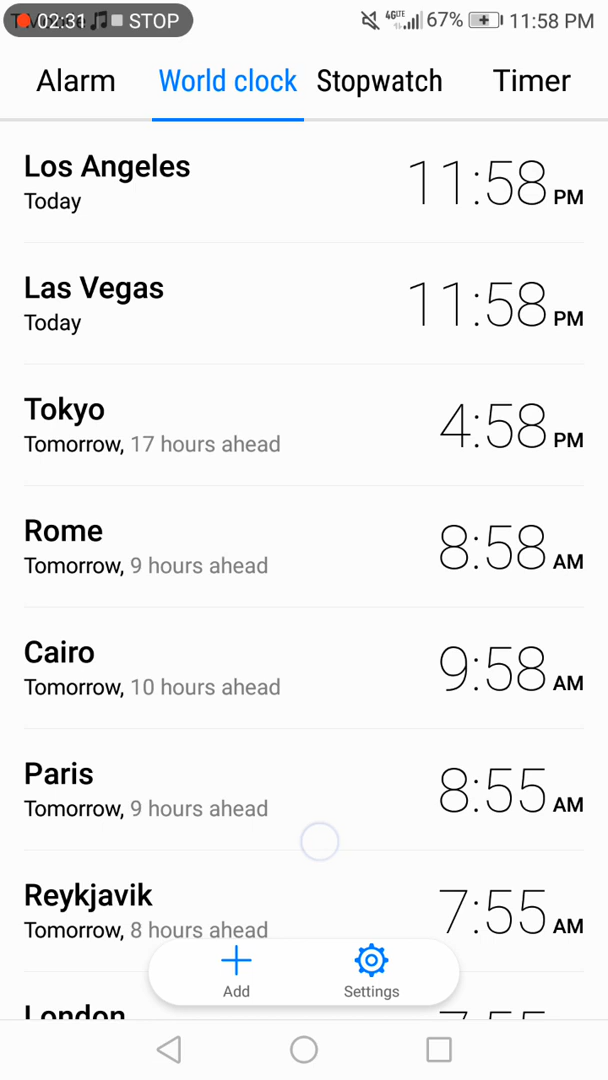 02:31 STOP
4G LTE 67% 11:58 PM
Alarm World clock Stopwatch Timer
Los Angeles 11:58 PM
Today
Las Vegas 11:58 PM
Today
Tokyo 4:58 PM
Tomorrow, 17 hours ahead
Rome 8:58 AM
Tomorrow, 9 hours ahead
Cairo 9:58 AM
Tomorrow, 10 hours ahead
Paris 8:55 AM
Tomorrow, 9 hours ahead
Reykjavik 7:55 AM
Tomorrow, 8 hours ahead
Add Settings
London